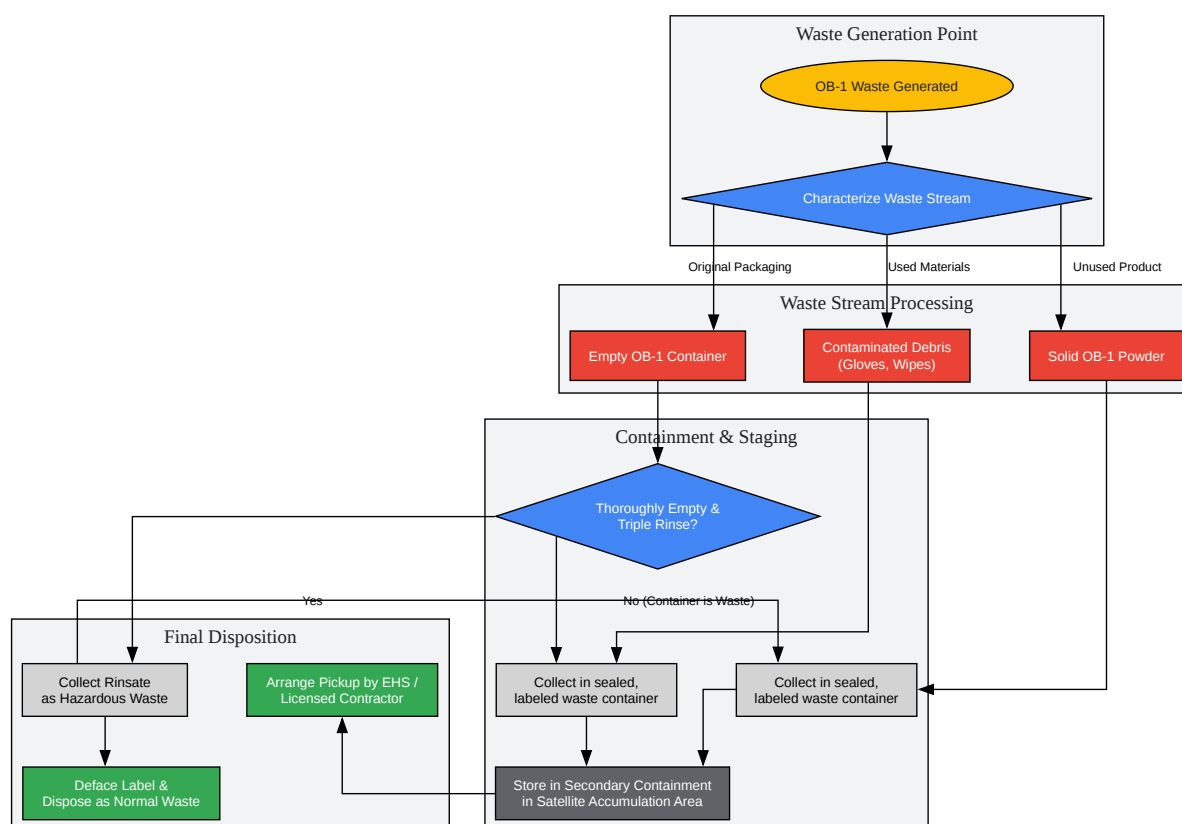 Waste Generation Point
OB-1 Waste Generated
Characterize Waste Stream
Original Packaging
Used Materials
Unused Product
Waste Stream Processing
Empty OB-1 Container
Contaminated Debris
(Gloves, Wipes)
Solid OB-1 Powder
Containment & Staging
Thoroughly Empty &
Triple Rinse?
Yes
No (Container is Waste)
Final Disposition
Collect Rinsate
as Hazardous Waste
Arrange Pickup by EHS /
Licensed Contractor
Collect in sealed,
labeled waste container
Collect in sealed,
labeled waste container
Deface Label &
Dispose as Normal Waste
Store in Secondary Containment
in Satellite Accumulation Area